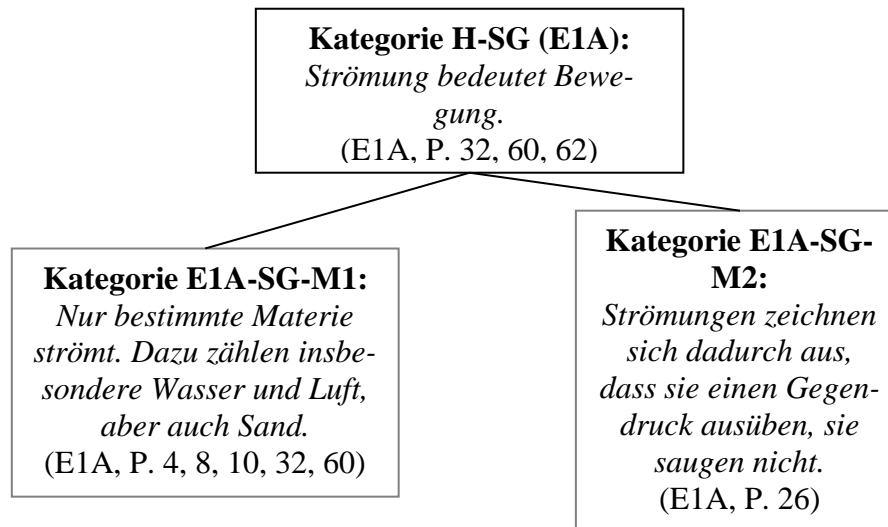 Kategorie H-SG (E1A):
Strömung bedeutet Bewe-
gung.
(E1A, P. 32, 60, 62)
Kategorie E1A-SG-M1:
Nur bestimmte Materie
strömt. Dazu zählen insbe-
sondere Wasser und Luft,
aber auch Sand.
(E1A, P. 4, 8, 10, 32, 60)
Kategorie E1A-SG-
M2:
Strömungen zeichnen
sich dadurch aus,
dass sie einen Gegen-
druck ausüben, sie
saugen nicht.
(E1A, P. 26)